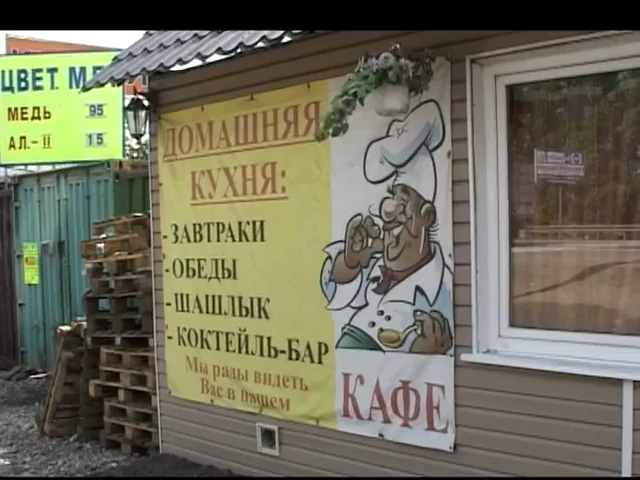 ЦВЕТ. М
МЕДЬ 95
АЛ.-II 15
ДОМАШНЯЯ
КУХНЯ:
- ЗАВТРАКИ
- ОБЕДЫ
- ШАШЛЫК
- КОКТЕЙЛЬ-БАР
Мы рады видеть
Вас в нашем
КАФЕ